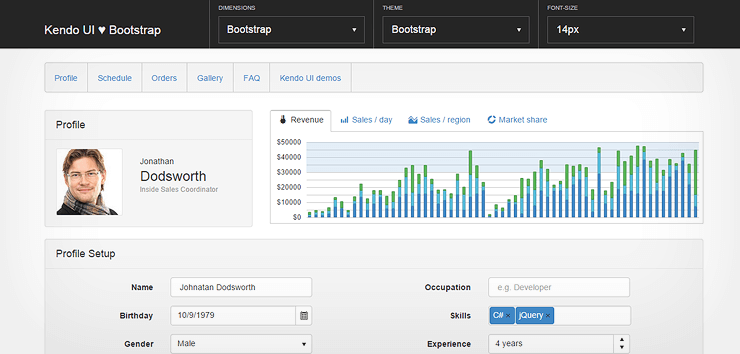 DIMENSIONS THEME FONT-SIZE
Kendo UI ♥ Bootstrap Bootstrap Bootstrap 14px
Profile Schedule Orders Gallery FAQ Kendo UI demos
Profile
Jonathan
Dodsworth
Inside Sales Coordinator
Revenue Sales / day Sales / region Market share
$50000
$40000
$30000
$20000
$10000
$0
Profile Setup
Name Johnatan Dodsworth Occupation e.g. Developer
Birthday 10/9/1979 Skills C# × jQuery ×
Gender Male Experience 4 years